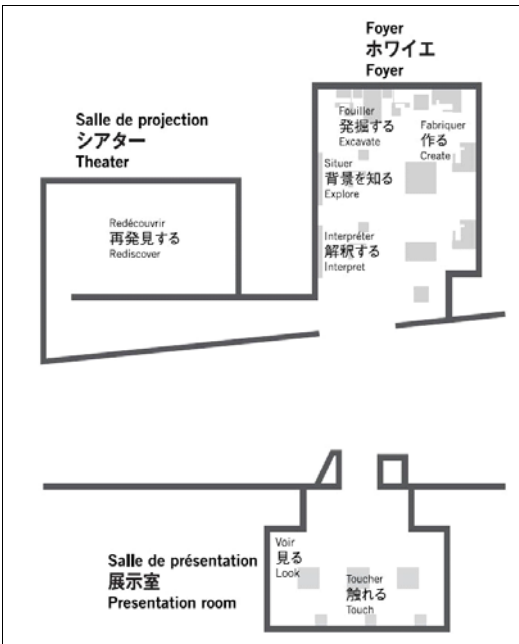 Foyer
ホワイエ
Foyer
Salle de projection
シアター
Theater
Fouiller
発掘する
Excavate
Fabriquer
作る
Create
Situer
背景を知る
Explore
Redécouvrir
再発見する
Rediscover
Interpréter
解釈する
Interpret
Salle de présentation
展示室
Presentation room
Voir
見る
Look
Toucher
触れる
Touch